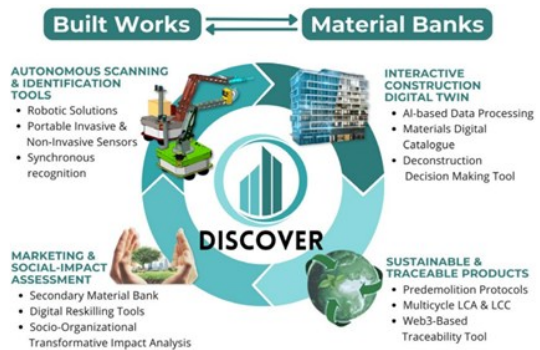 Built Works
Material Banks
AUTONOMOUS SCANNING
& IDENTIFICATION
TOOLS
• Robotic Solutions
• Portable Invasive &
Non-Invasive Sensors
• Synchronous
recognition
INTERACTIVE
CONSTRUCTION
DIGITAL TWIN
• AI-based Data Processing
• Materials Digital
Catalogue
• Deconstruction
Decision Making Tool
DISCOVER
MARKETING &
SOCIAL-IMPACT
ASSESSMENT
• Secondary Material Bank
• Digital Reskilling Tools
• Socio-Organizational
Transformative Impact Analysis
SUSTAINABLE &
TRACEABLE PRODUCTS
• Predemolition Protocols
• Multicycle LCA & LCC
• Web3-Based
Traceability Tool